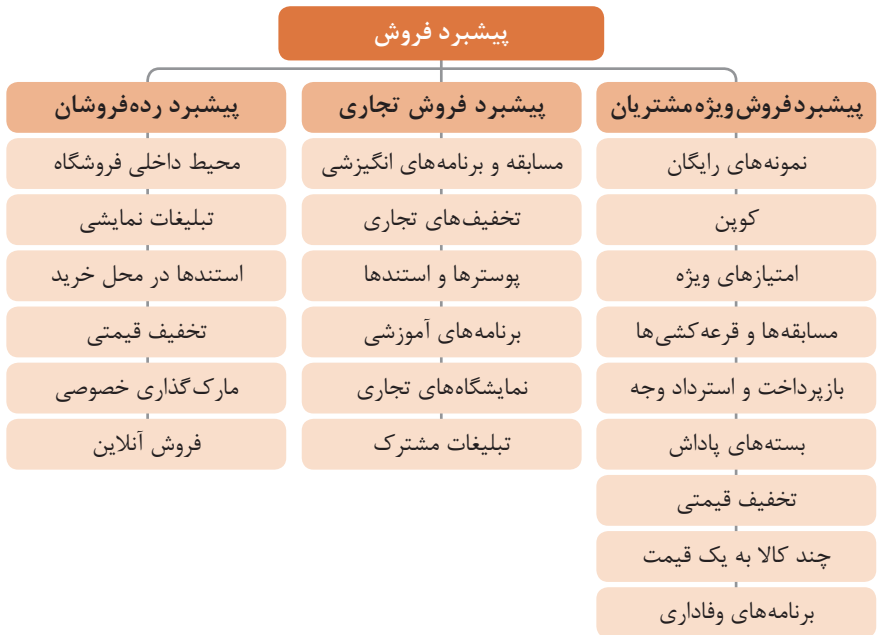 پیشبرد فروش
پیشبرد فروش ویژه مشتریان
نمونه‌های رایگان
کوپن
امتیازهای ویژه
مسابقه‌ها و قرعه‌کشی‌ها
بازپرداخت و استرداد وجه
بسته‌های پاداش
تخفیف قیمتی
چند کالا به یک قیمت
برنامه‌های وفاداری
پیشبرد فروش تجاری
مسابقه و برنامه‌های انگیزشی
تخفیف‌های تجاری
پوسترها و استندها
برنامه‌های آموزشی
نمایشگاه‌های تجاری
تبلیغات مشترک
پیشبرد رده‌فروشان
محیط داخلی فروشگاه
تبلیغات نمایشی
استندها در محل خرید
تخفیف قیمتی
مارک‌گذاری خصوصی
فروش آنلاین